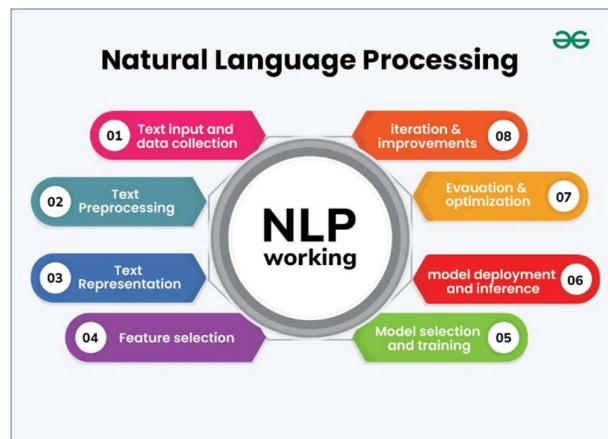 Natural Language Processing
01
Text input and
data collection
02
Text
Preprocessing
03
Text
Representation
04
Feature selection
NLP
working
iteration &
improvements
08
Evauation &
optimization
07
model deployment
and inference
06
Model selection
and training
05